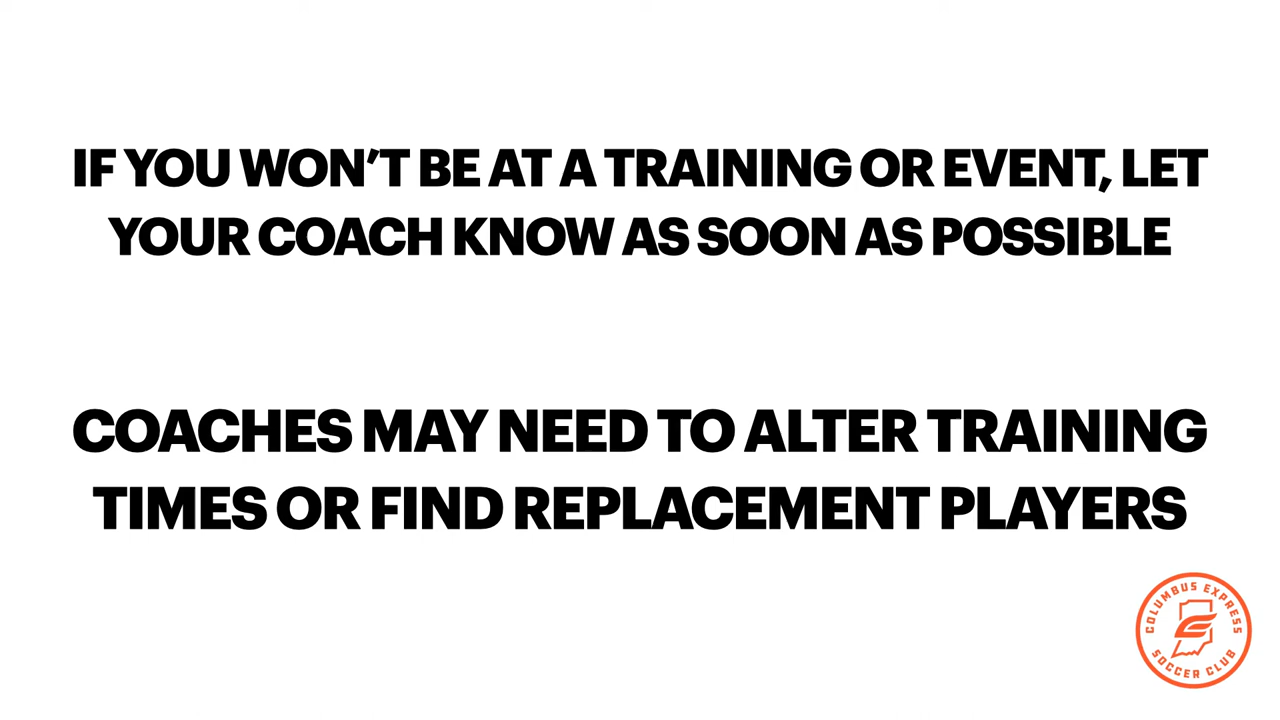 IF YOU WON’T BE AT A TRAINING OR EVENT, LET
YOUR COACH KNOW AS SOON AS POSSIBLE
COACHES MAY NEED TO ALTER TRAINING
TIMES OR FIND REPLACEMENT PLAYERS
COLUMBUS EXPRESS
SOCCER CLUB